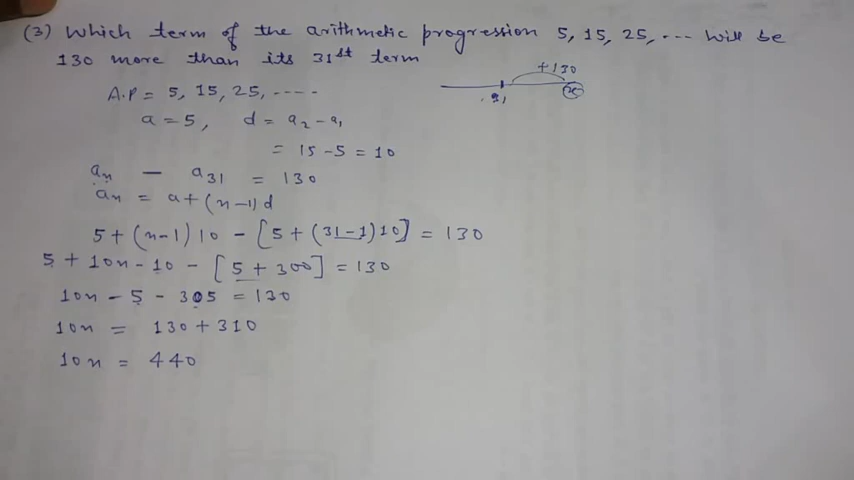 (3) Which term of the arithmetic progression 5, 15, 25, ... will be
130 more than its 31st term
+130
A.P = 5, 15, 25, ----
a = 5, d = a₂ - a₁
= 15 - 5 = 10
aₙ - a₃₁ = 130
aₙ = a + (n-1)d
5 + (n-1)10 - [5 + (31-1)10] = 130
5 + 10n - 10 - [5 + 300] = 130
10n - 5 - 305 = 130
10n = 130 + 310
10n = 440